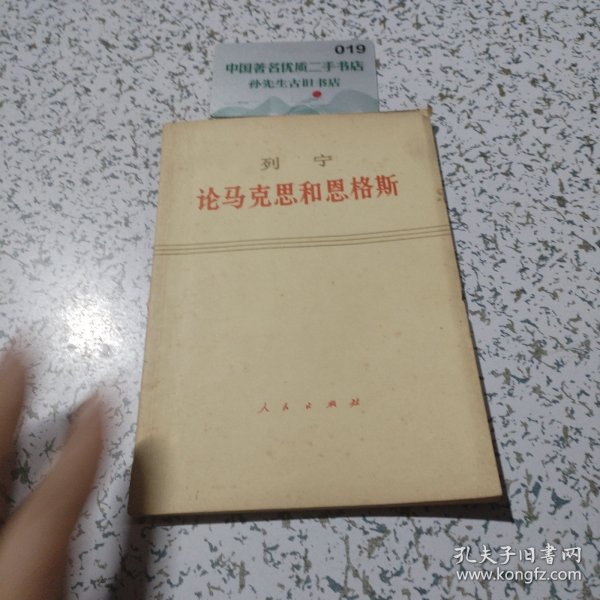 019
中国著名优质二手书店
孙先生古旧书店
列 宁
论马克思和恩格斯
人民出版社
孔夫子旧书网
www.kongfz.com